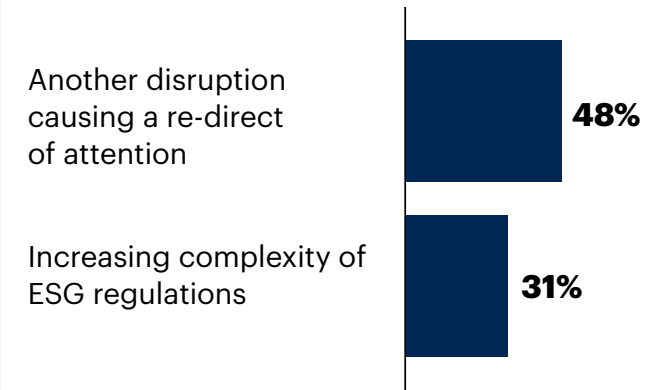 Another disruption
causing a re-direct
of attention
48%
Increasing complexity of
ESG regulations
31%